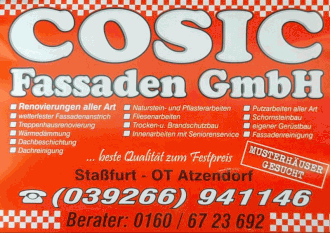 COSIC
Fassaden GmbH
Renovierungen aller Art
wetterfester Fassadenanstrich
Treppenhausrenovierung
Wärmedämmung
Dachbeschichtung
Dachreinigung
Naturstein- und Pflasterarbeiten
Fliesenarbeiten
Trocken-u. Brandschutzbau
Innenarbeiten mit Seniorenservice
Putzarbeiten aller Art
Schornsteinbau
eigener Gerüstbau
Fassadenreinigung
... beste Qualität zum Festpreis
MUSTERHÄUSER
GESUCHT
Staßfurt - OT Atzendorf
☎ (039266) 941146
Berater: 0160 / 67 23 692